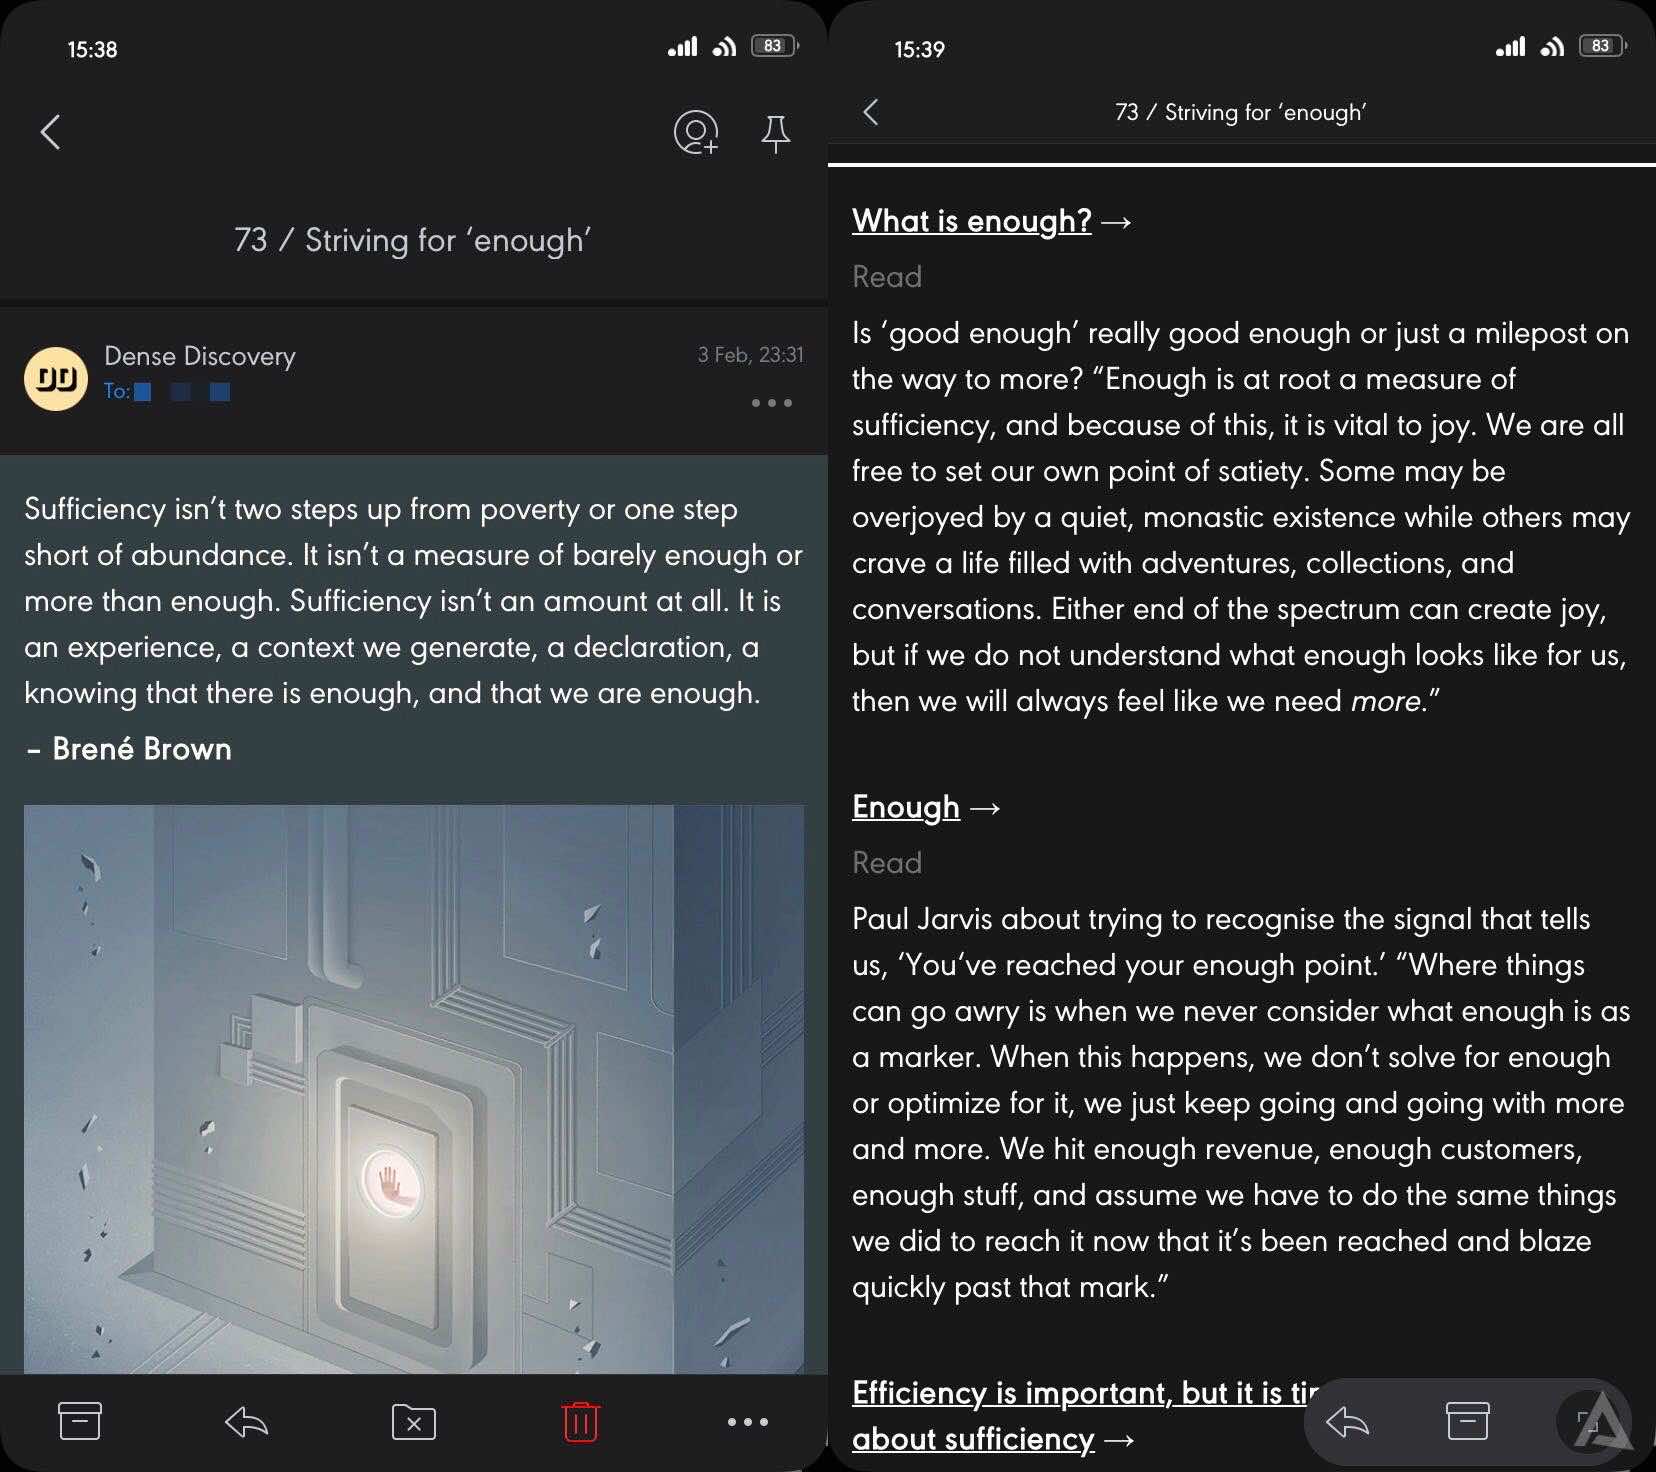 15:38
83
73 / Striving for ‘enough’
DD
Dense Discovery
3 Feb, 23:31
To:
Sufficiency isn’t two steps up from poverty or one step
short of abundance. It isn’t a measure of barely enough or
more than enough. Sufficiency isn’t an amount at all. It is
an experience, a context we generate, a declaration, a
knowing that there is enough, and that we are enough.
– Brené Brown
15:39
83
73 / Striving for ‘enough’
What is enough? →
Read
Is ‘good enough’ really good enough or just a milepost on
the way to more? “Enough is at root a measure of
sufficiency, and because of this, it is vital to joy. We are all
free to set our own point of satiety. Some may be
overjoyed by a quiet, monastic existence while others may
crave a life filled with adventures, collections, and
conversations. Either end of the spectrum can create joy,
but if we do not understand what enough looks like for us,
then we will always feel like we need more.”
Enough →
Read
Paul Jarvis about trying to recognise the signal that tells
us, ‘You‘ve reached your enough point.’ “Where things
can go awry is when we never consider what enough is as
a marker. When this happens, we don’t solve for enough
or optimize for it, we just keep going and going with more
and more. We hit enough revenue, enough customers,
enough stuff, and assume we have to do the same things
we did to reach it now that it’s been reached and blaze
quickly past that mark.”
Efficiency is important, but it is
about sufficiency →